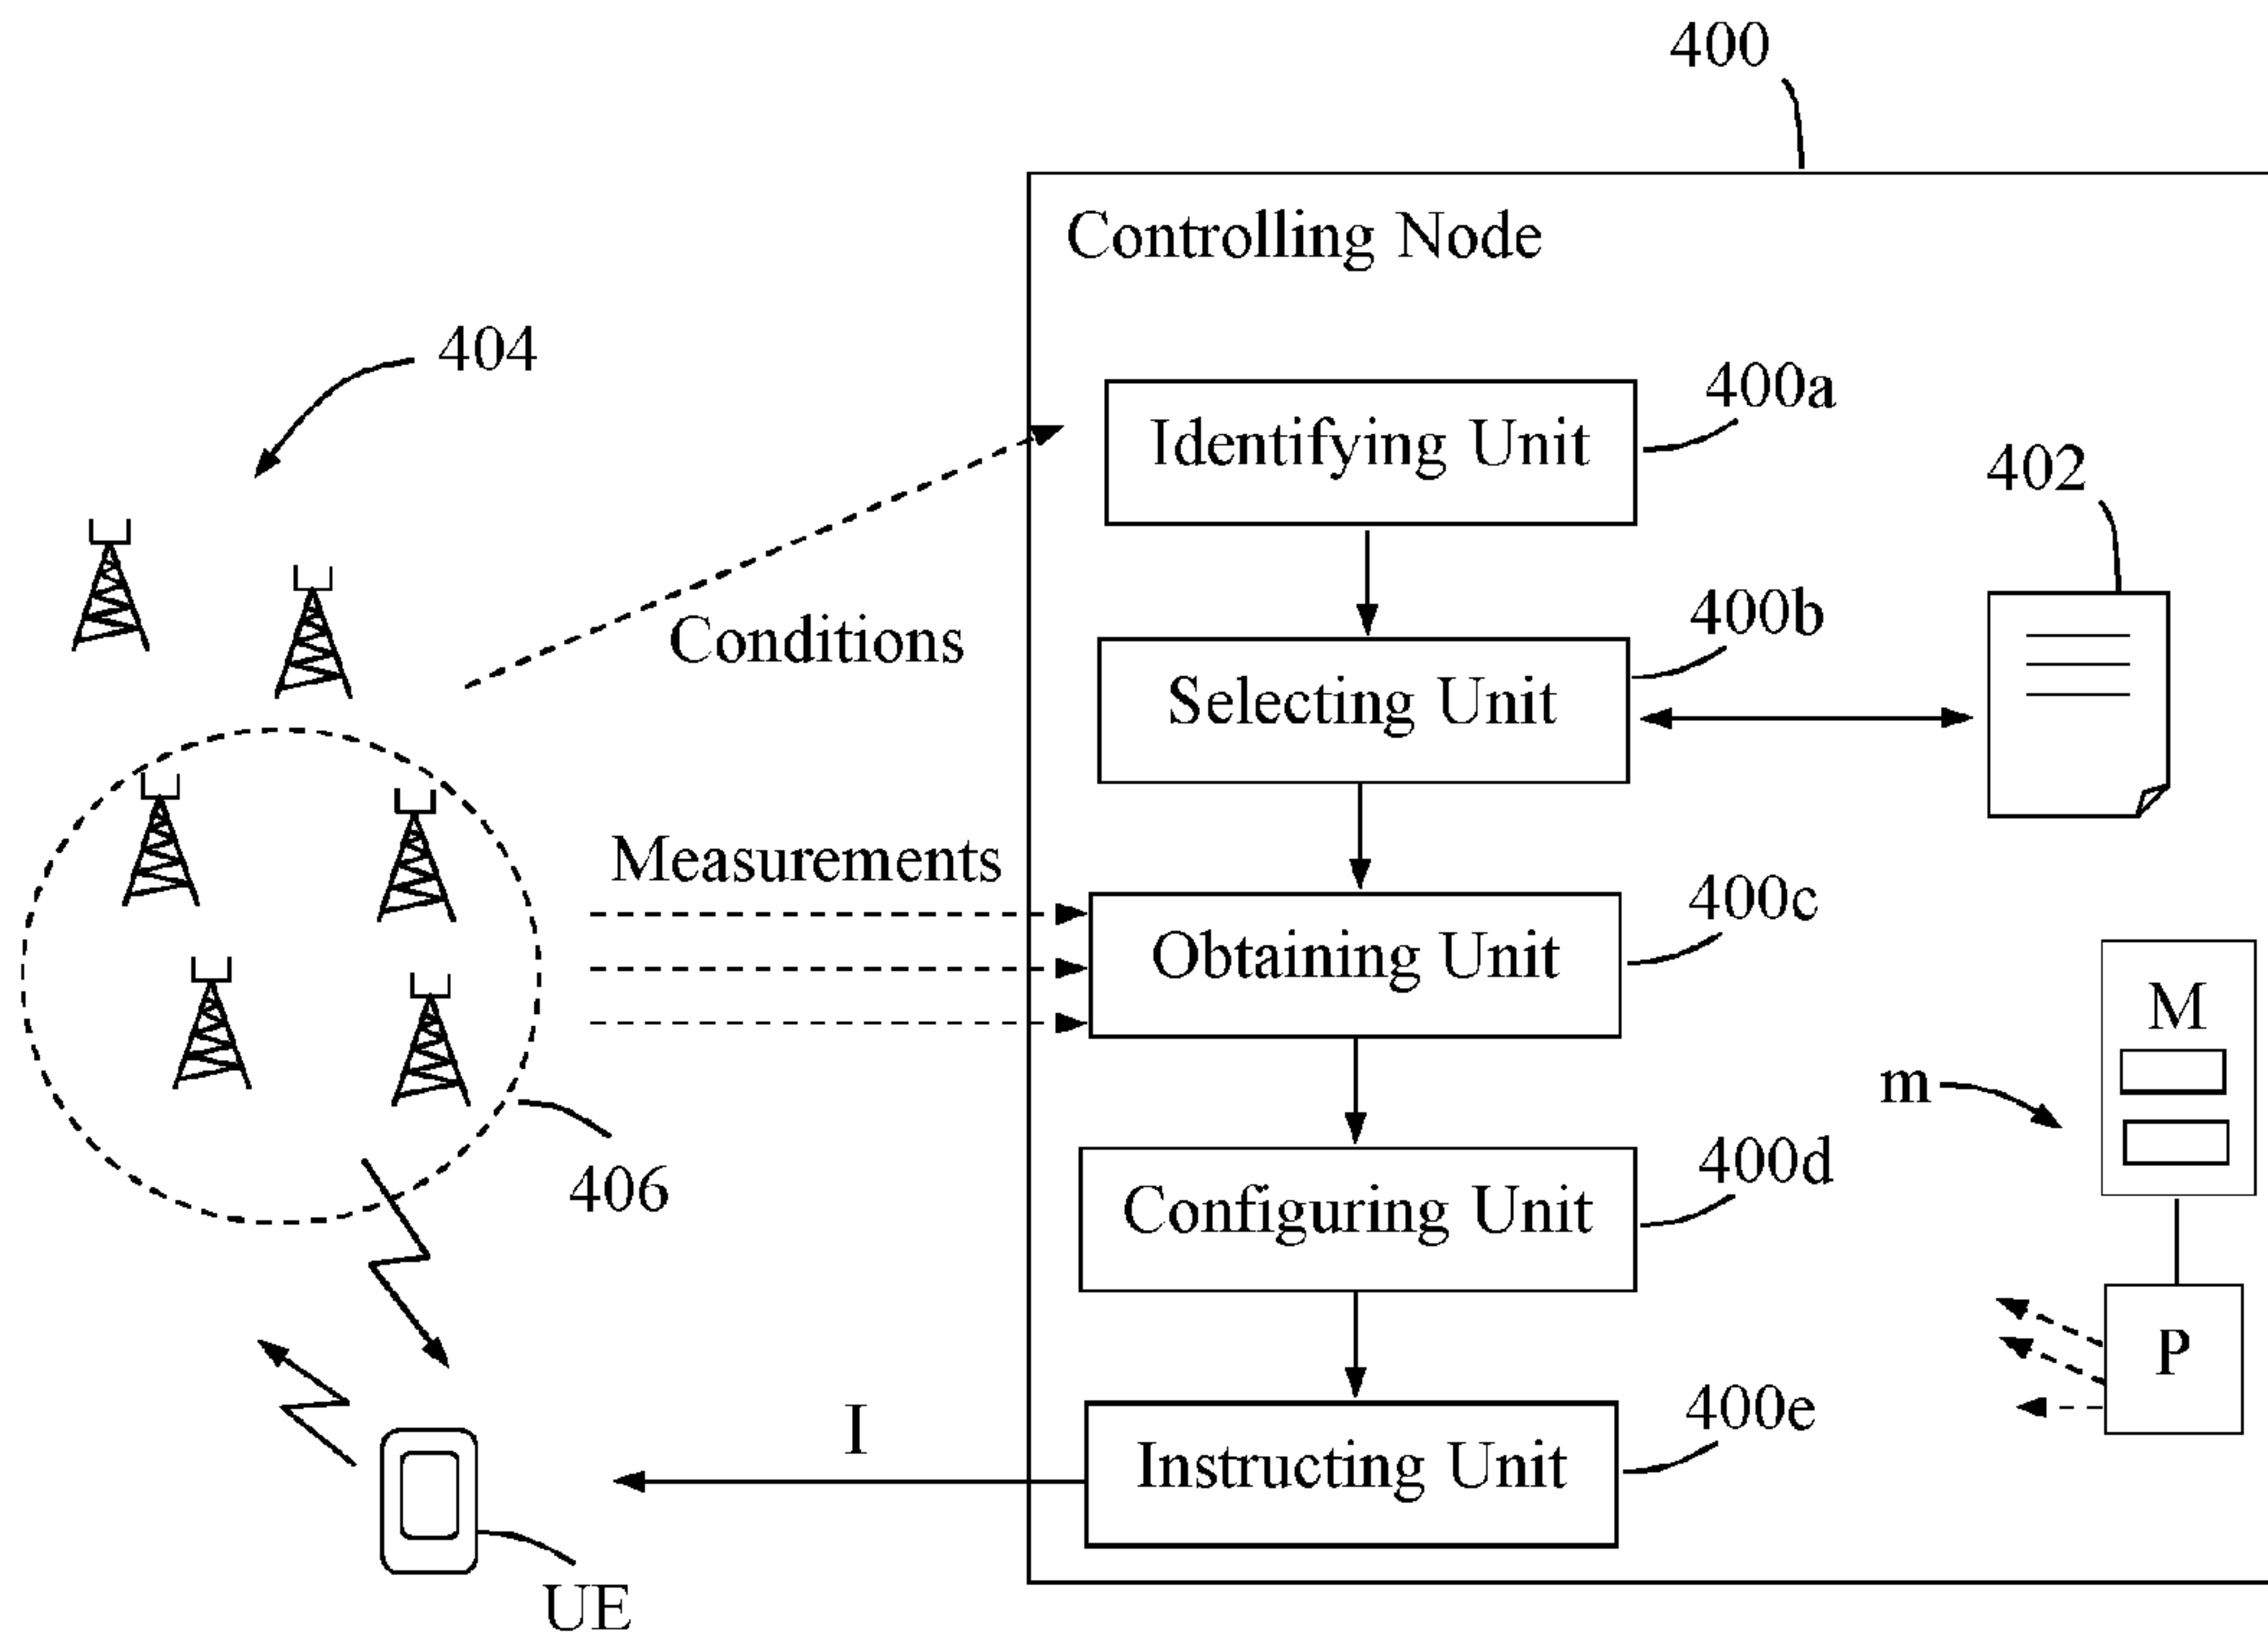 400
Controlling Node
404
400a
Identifying Unit
402
400b
Conditions
Selecting Unit
Measurements
400c
Obtaining Unit
M
m
400d
406
Configuring Unit
P
400e
I
Instructing Unit
UE